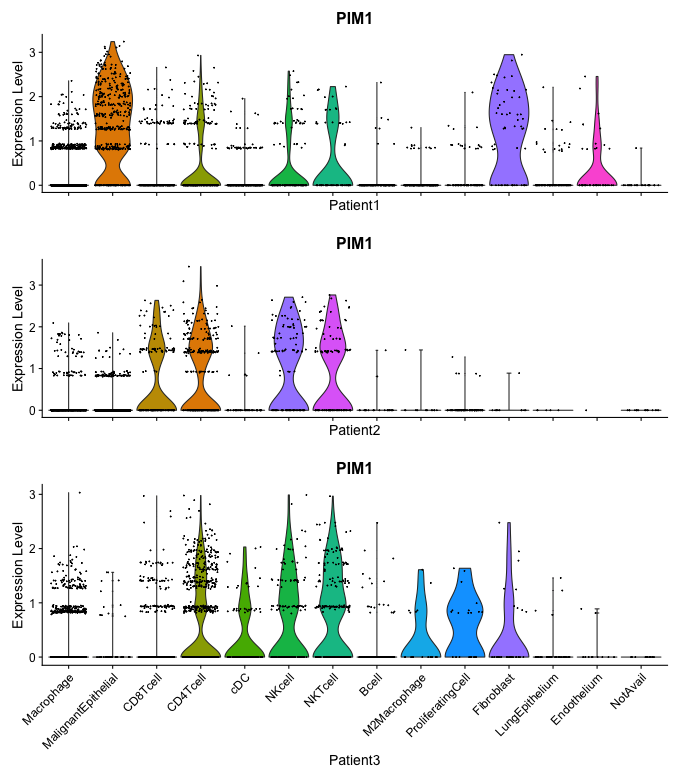 PIM1
Expression Level
3
2
1
0
Patient1
PIM1
Expression Level
3
2
1
0
Patient2
PIM1
Expression Level
3
2
1
0
Macrophage
MalignantEpithelial
CD8Tcell
CD4Tcell
cDC
NKcell
NKTcell
Bcell
M2Macrophage
ProliferatingCell
Fibroblast
LungEpithelium
Endothelium
NotAvail
Patient3